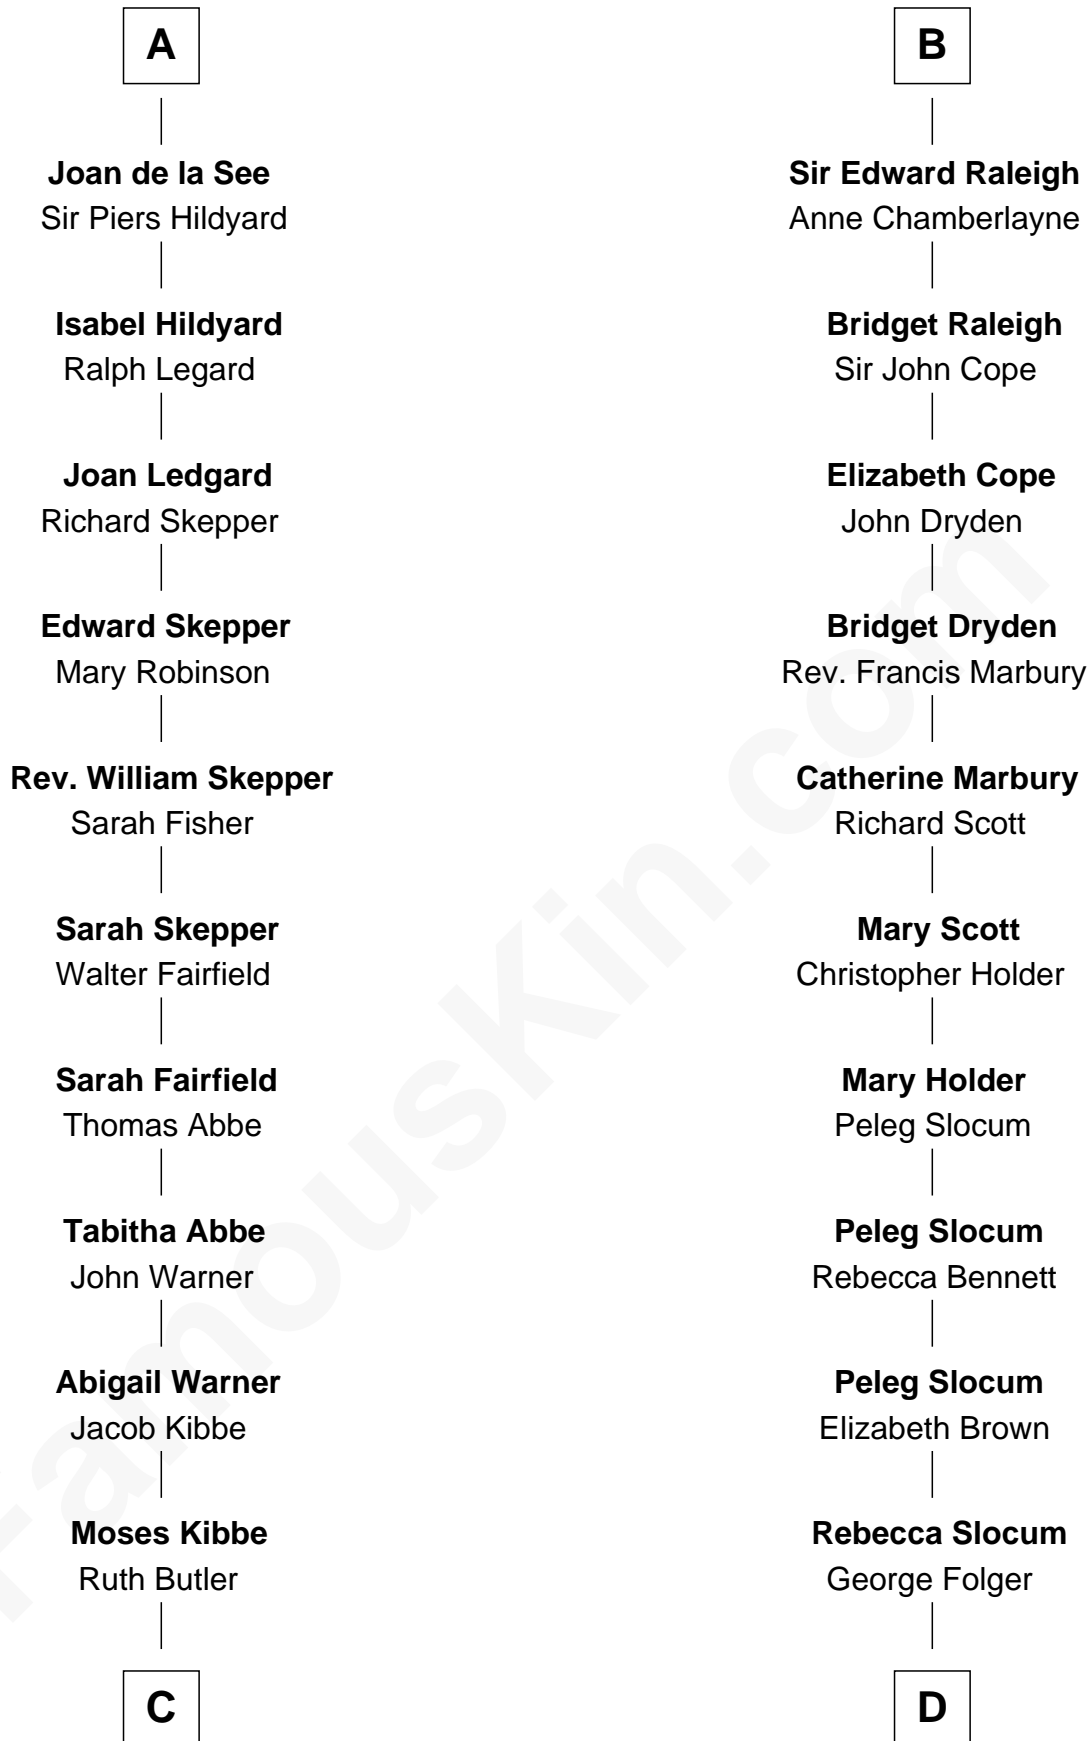 A
Joan de la See
Sir Piers Hildyard
Isabel Hildyard
Ralph Legard
Joan Ledgard
Richard Skepper
Edward Skepper
Mary Robinson
Rev. William Skepper
Sarah Fisher
Sarah Skepper
Walter Fairfield
Sarah Fairfield
Thomas Abbe
Tabitha Abbe
John Warner
Abigail Warner
Jacob Kibbe
Moses Kibbe
Ruth Butler
C
B
Sir Edward Raleigh
Anne Chamberlayne
Bridget Raleigh
Sir John Cope
Elizabeth Cope
John Dryden
Bridget Dryden
Rev. Francis Marbury
Catherine Marbury
Richard Scott
Mary Scott
Christopher Holder
Mary Holder
Peleg Slocum
Peleg Slocum
Rebecca Bennett
Peleg Slocum
Elizabeth Brown
Rebecca Slocum
George Folger
D
FamousKin.com